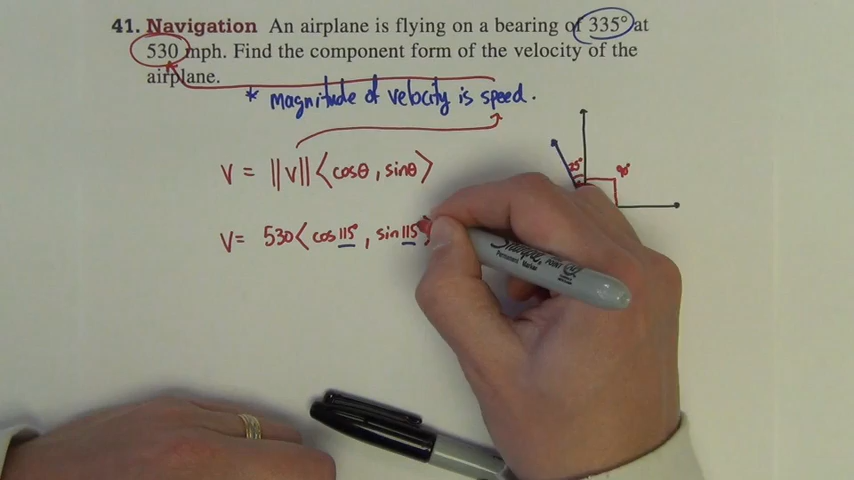 41. Navigation An airplane is flying on a bearing of 335° at
530 mph. Find the component form of the velocity of the
airplane.
* magnitude of velocity is speed.
V = ||v|| ⟨cosθ, sinθ⟩
25° 90°
V= 530⟨cos 115°, sin 115°⟩
Sharpie
Permanent Marker